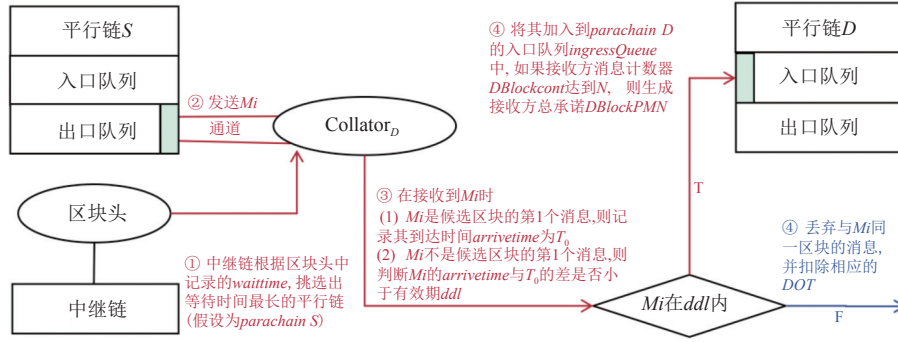 平行链S
入口队列
出口队列
② 发送Mi
通道
Collator_D
区块头
中继链
① 中继链根据区块头中
记录的waittime, 挑选出
等待时间最长的平行链
(假设为parachain S)
③ 在接收到Mi时
(1) Mi是候选区块的第1个消息,则记
录其到达时间arrivetime为T₀
(2) Mi不是候选区块的第1个消息,则
判断Mi的arrivetime与T₀的差是否小
于有效期ddl
④ 将其加入到parachain D
的入口队列ingressQueue
中, 如果接收方消息计数器
DBlockcont达到N, 则生成
接收方总承诺DBlockPMN
Mi在ddl内
T
F
平行链D
入口队列
出口队列
④ 丢弃与Mi同
一区块的消息,
并扣除相应的
DOT